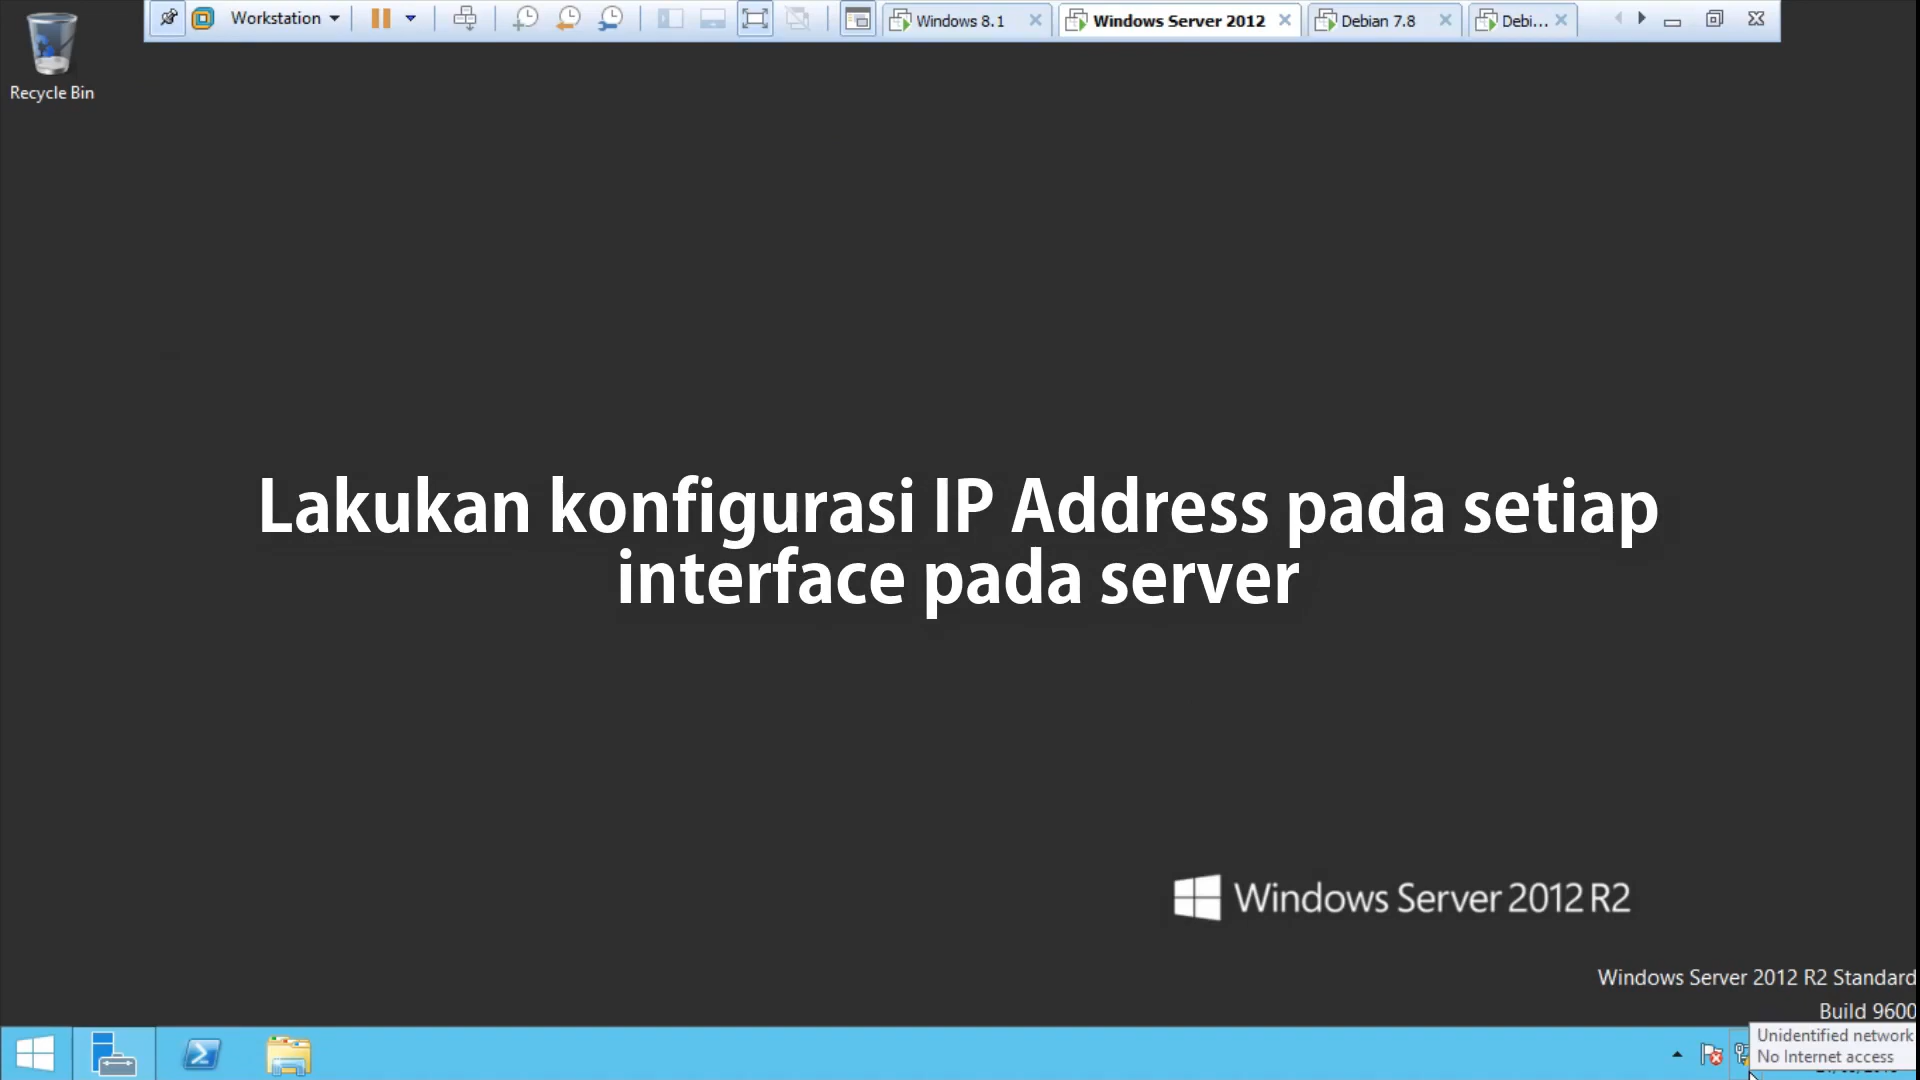 Workstation
Windows 8.1
Windows Server 2012
Debian 7.8
Debi...
Recycle Bin
Lakukan konfigurasi IP Address pada setiap
interface pada server
Windows Server 2012 R2
Windows Server 2012 R2 Standard
Build 9600
Unidentified network
No Internet access